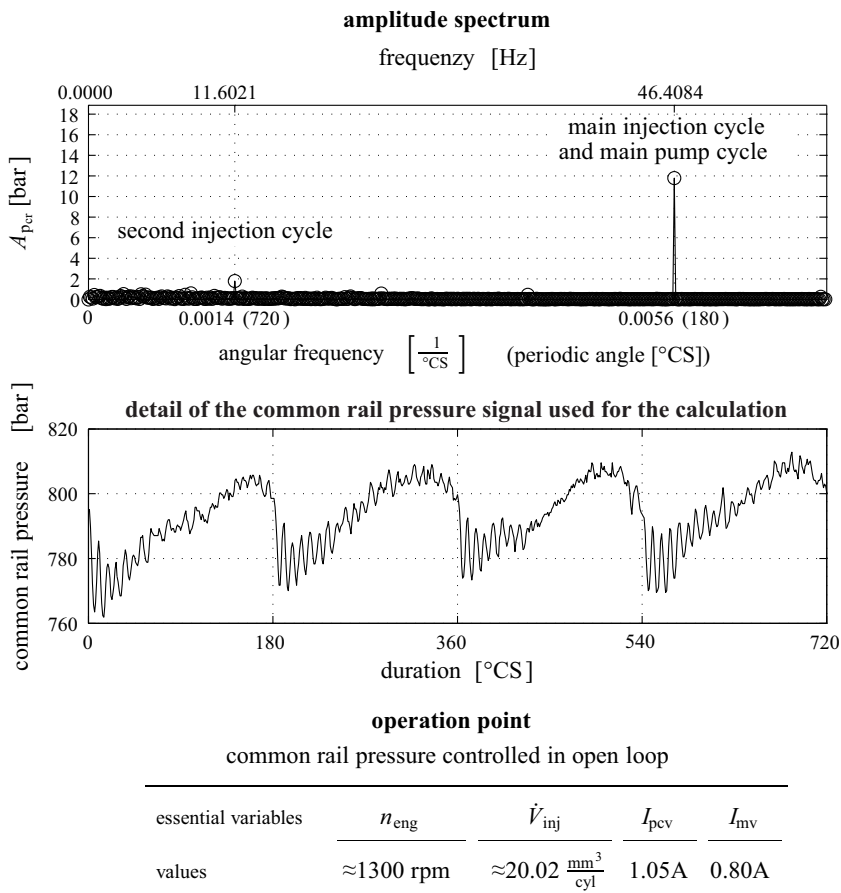 amplitude spectrum
frequenzy [Hz]
0.0000 11.6021 46.4084
18
16
14
12
10
8
6
4
2
0
A_pcr [bar]
main injection cycle
and main pump cycle
second injection cycle
0 0.0014 (720) 0.0056 (180)
angular frequency [1/°CS] (periodic angle [°CS])
detail of the common rail pressure signal used for the calculation
common rail pressure [bar]
820
800
780
760
0 180 360 540 720
duration [°CS]
operation point
common rail pressure controlled in open loop
essential variables n_eng V̇_inj I_pcv I_mv
values ≈1300 rpm ≈20.02 mm³/cyl 1.05A 0.80A